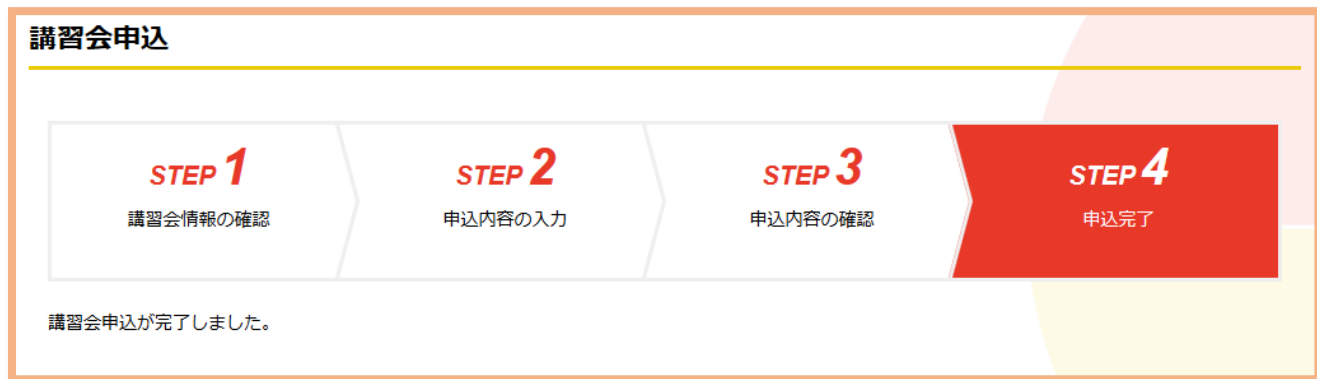 講習会申込
STEP 1
講習会情報の確認
STEP 2
申込内容の入力
STEP 3
申込内容の確認
STEP 4
申込完了
講習会申込が完了しました。